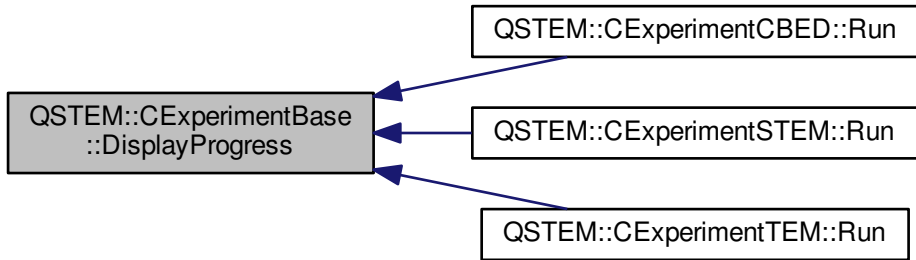 QSTEM::CExperimentCBED::Run
QSTEM::CExperimentBase
::DisplayProgress
QSTEM::CExperimentSTEM::Run
QSTEM::CExperimentTEM::Run